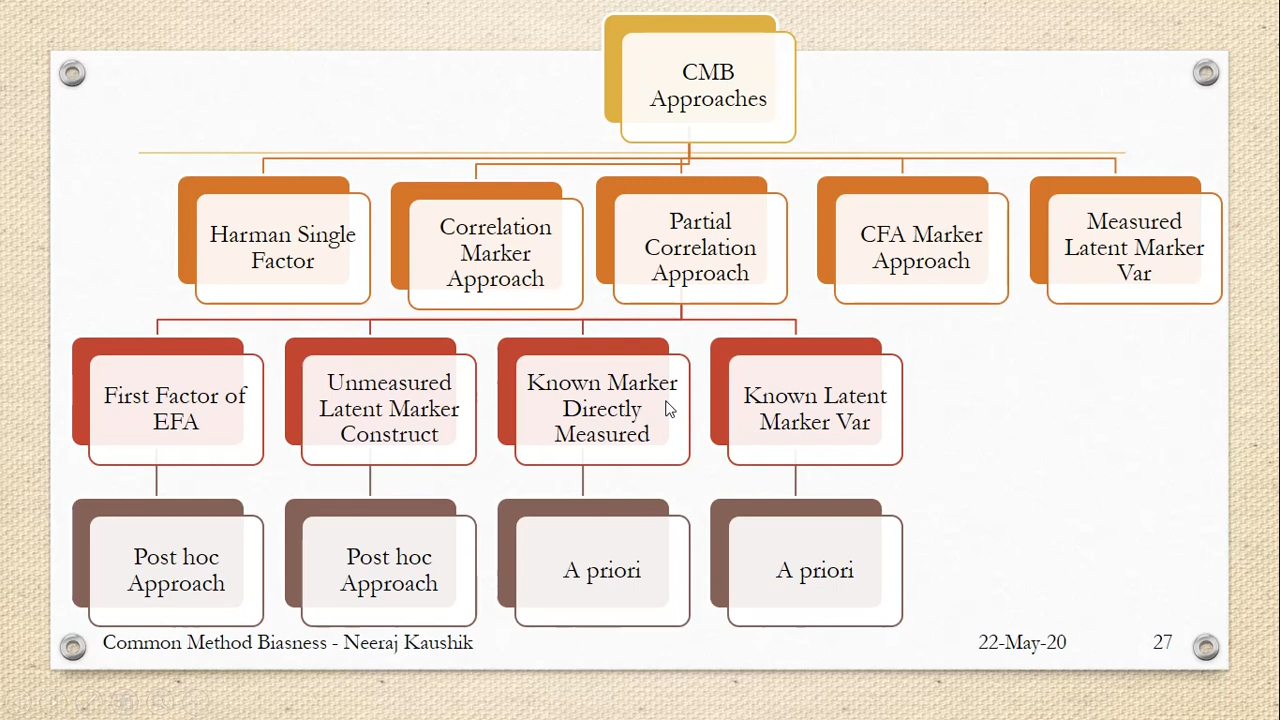 CMB
Approaches
Harman Single
Factor
Correlation
Marker
Approach
Partial
Correlation
Approach
CFA Marker
Approach
Measured
Latent Marker
Var
First Factor of
EFA
Unmeasured
Latent Marker
Construct
Known Marker
Directly
Measured
Known Latent
Marker Var
Post hoc
Approach
Post hoc
Approach
A priori
A priori
Common Method Biasness - Neeraj Kaushik
22-May-20
27